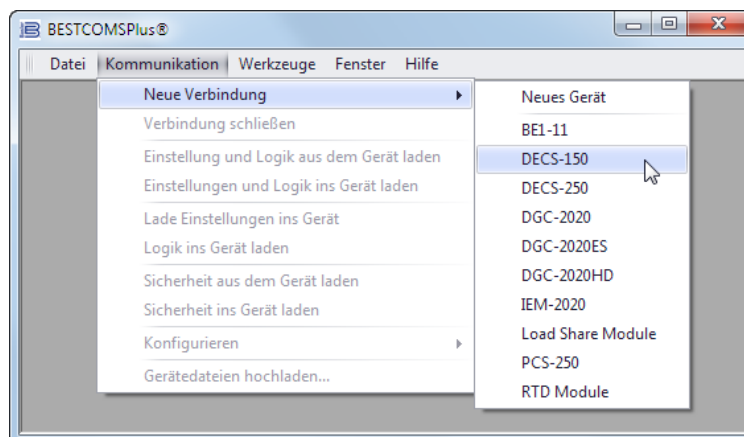 BESTCOMSPlus®
Datei Kommunikation Werkzeuge Fenster Hilfe
Neue Verbindung
Verbindung schließen
Einstellung und Logik aus dem Gerät laden
Einstellungen und Logik ins Gerät laden
Lade Einstellungen ins Gerät
Logik ins Gerät laden
Sicherheit aus dem Gerät laden
Sicherheit ins Gerät laden
Konfigurieren
Gerätedateien hochladen...
Neues Gerät
BE1-11
DECS-150
DECS-250
DGC-2020
DGC-2020ES
DGC-2020HD
IEM-2020
Load Share Module
PCS-250
RTD Module